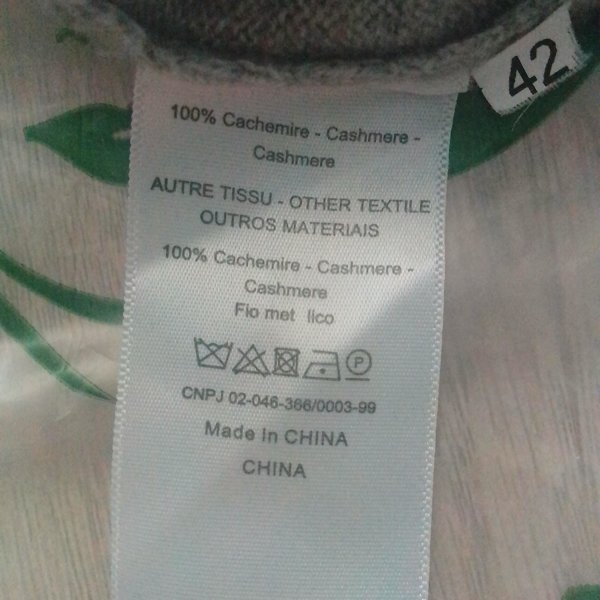 42
100% Cachemire - Cashmere -
Cashmere
AUTRE TISSU - OTHER TEXTILE
OUTROS MATERIAIS
100% Cachemire - Cashmere -
Cashmere
Fio met lico
P
CNPJ 02-046-366/0003-99
Made In CHINA
CHINA